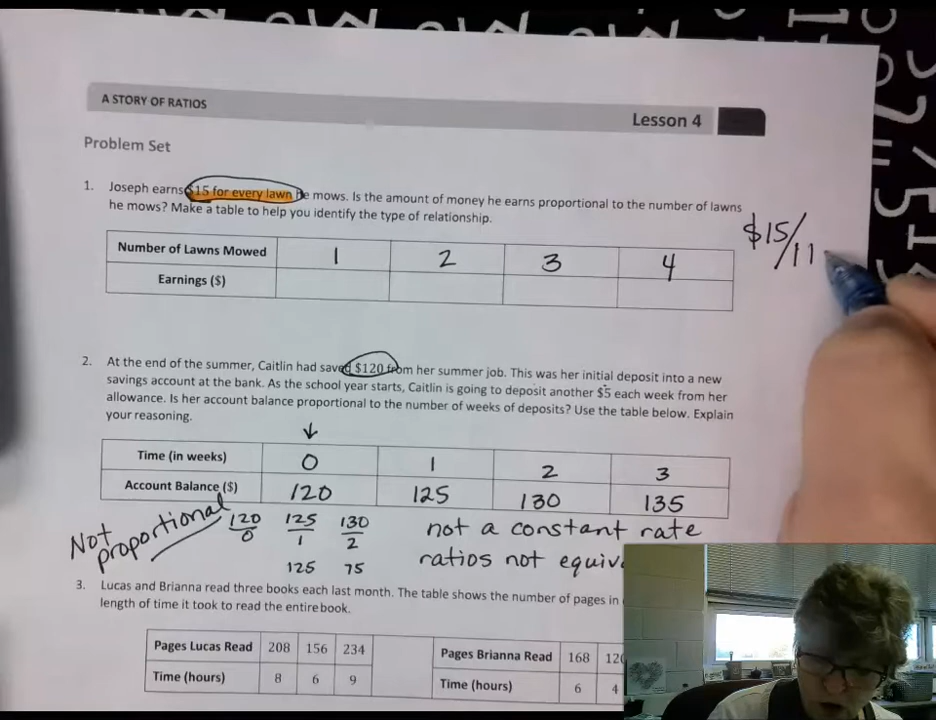 A STORY OF RATIOS
Lesson 4
Problem Set
1. Joseph earns $15 for every lawn he mows. Is the amount of money he earns proportional to the number of lawns
he mows? Make a table to help you identify the type of relationship.
$15/11
Number of Lawns Mowed 1 2 3 4
Earnings ($)
2. At the end of the summer, Caitlin had saved $120 from her summer job. This was her initial deposit into a new
savings account at the bank. As the school year starts, Caitlin is going to deposit another $5 each week from her
allowance. Is her account balance proportional to the number of weeks of deposits? Use the table below. Explain
your reasoning.
Time (in weeks) 0 1 2 3
Account Balance ($) 120 125 130 135
Not proportional
120/0 125/1 130/2
125 75
not a constant rate
ratios not equiv
3. Lucas and Brianna read three books each last month. The table shows the number of pages in
length of time it took to read the entire book.
Pages Lucas Read 208 156 234
Time (hours) 8 6 9
Pages Brianna Read 168 120
Time (hours) 6 4